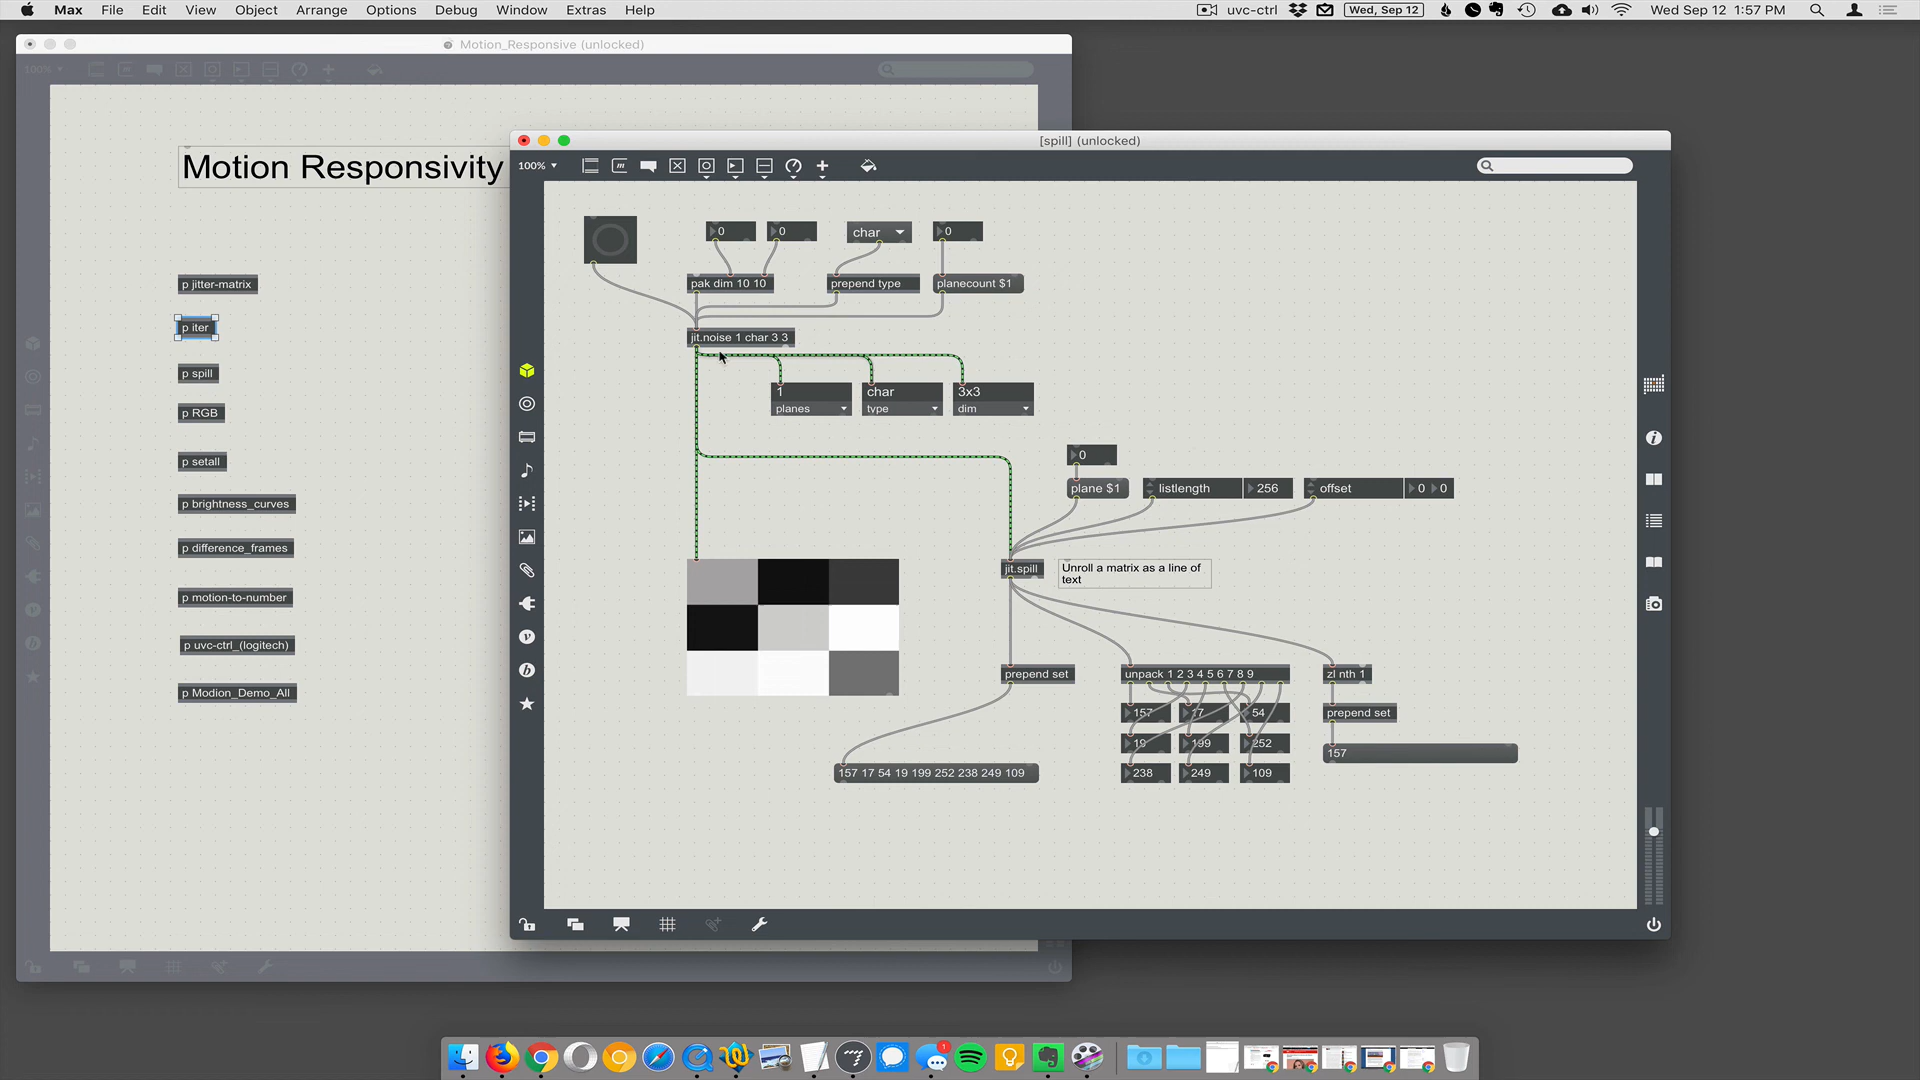 Max File Edit View Object Arrange Options Debug Window Extras Help
uvc-ctrl Wed, Sep 12 Wed Sep 12 1:57 PM
Motion_Responsive (unlocked)
100%
Motion Responsivity
p jitter-matrix
p iter
p spill
p RGB
p setall
p brightness_curves
p difference_frames
p motion-to-number
p uvc-ctrl_(logitech)
p Modion_Demo_All
[spill] (unlocked)
100%
0 0 char 0
pak dim 10 10 prepend type planecount $1
jit.noise 1 char 3 3
1 char 3x3
planes type dim
0
plane $1 listlength 256 offset 0 0
jit.spill Unroll a matrix as a line of
text
prepend set unpack 1 2 3 4 5 6 7 8 9 zl nth 1
157 17 54 prepend set
19 199 252 157
157 17 54 19 199 252 238 249 109 238 249 109
1